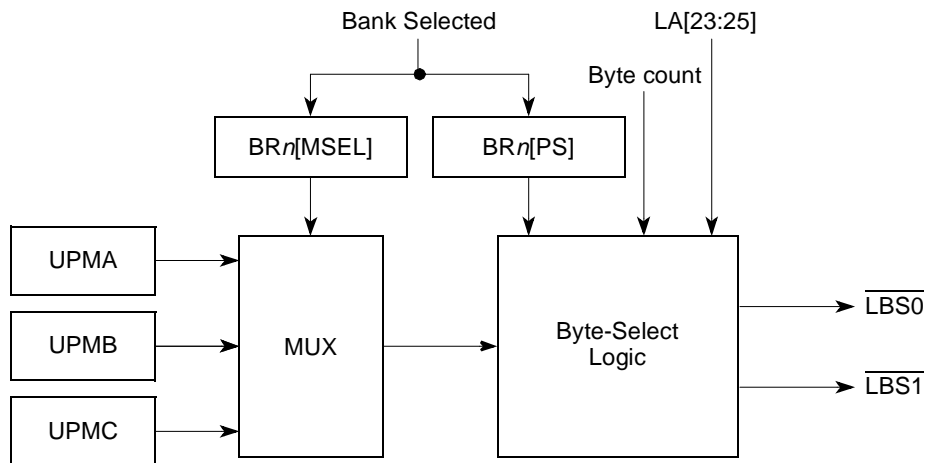 Bank Selected
LA[23:25]
Byte count
BRn[MSEL]
BRn[PS]
UPMA
UPMB
UPMC
MUX
Byte-Select
Logic
LBS0
LBS1